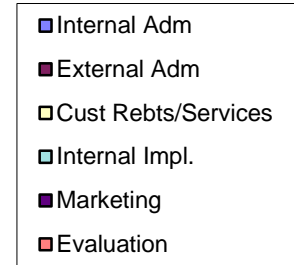 Internal Adm
External Adm
Cust Rebts/Services
Internal Impl.
Marketing
Evaluation